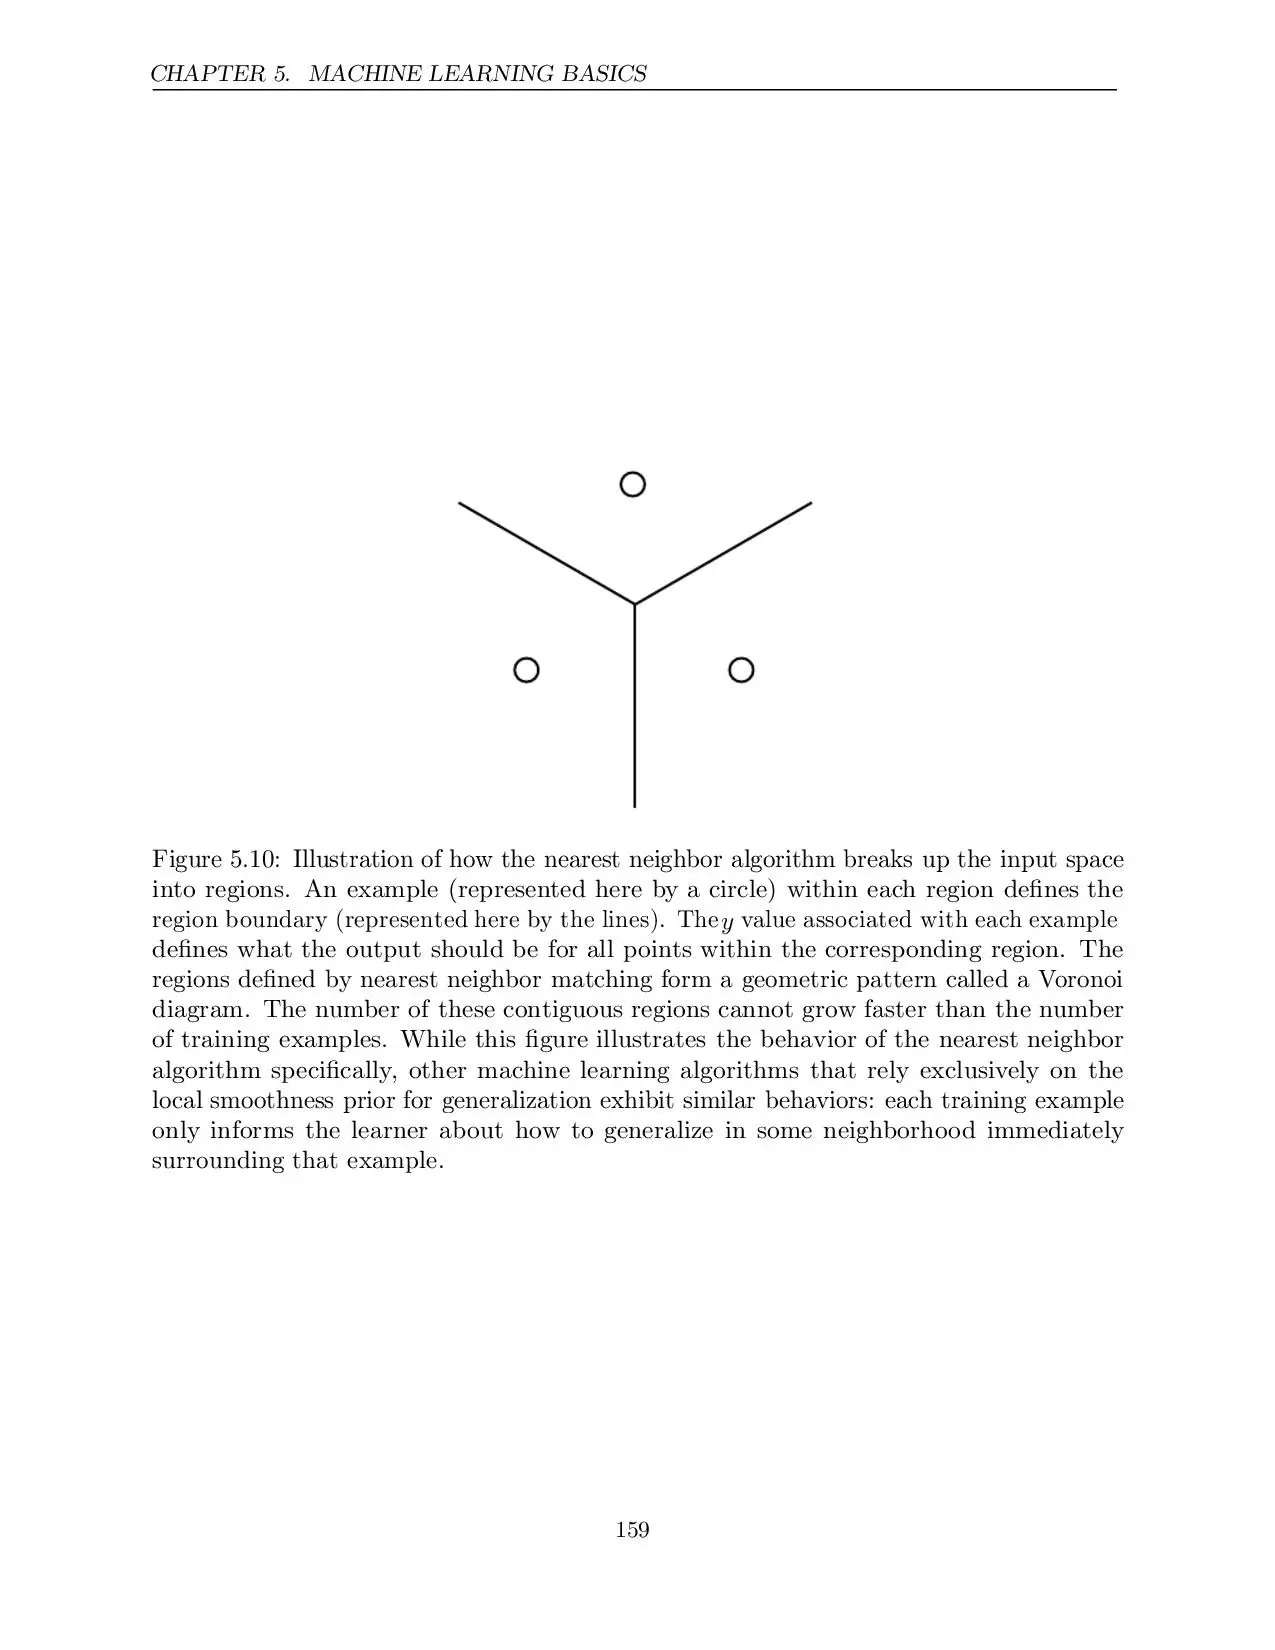 CHAPTER 5. MACHINE LEARNING BASICS
Figure 5.10: Illustration of how the nearest neighbor algorithm breaks up the input space
into regions. An example (represented here by a circle) within each region defines the
region boundary (represented here by the lines). They value associated with each example
defines what the output should be for all points within the corresponding region. The
regions defined by nearest neighbor matching form a geometric pattern called a Voronoi
diagram. The number of these contiguous regions cannot grow faster than the number
of training examples. While this figure illustrates the behavior of the nearest neighbor
algorithm specifically, other machine learning algorithms that rely exclusively on the
local smoothness prior for generalization exhibit similar behaviors: each training example
only informs the learner about how to generalize in some neighborhood immediately
surrounding that example.
159